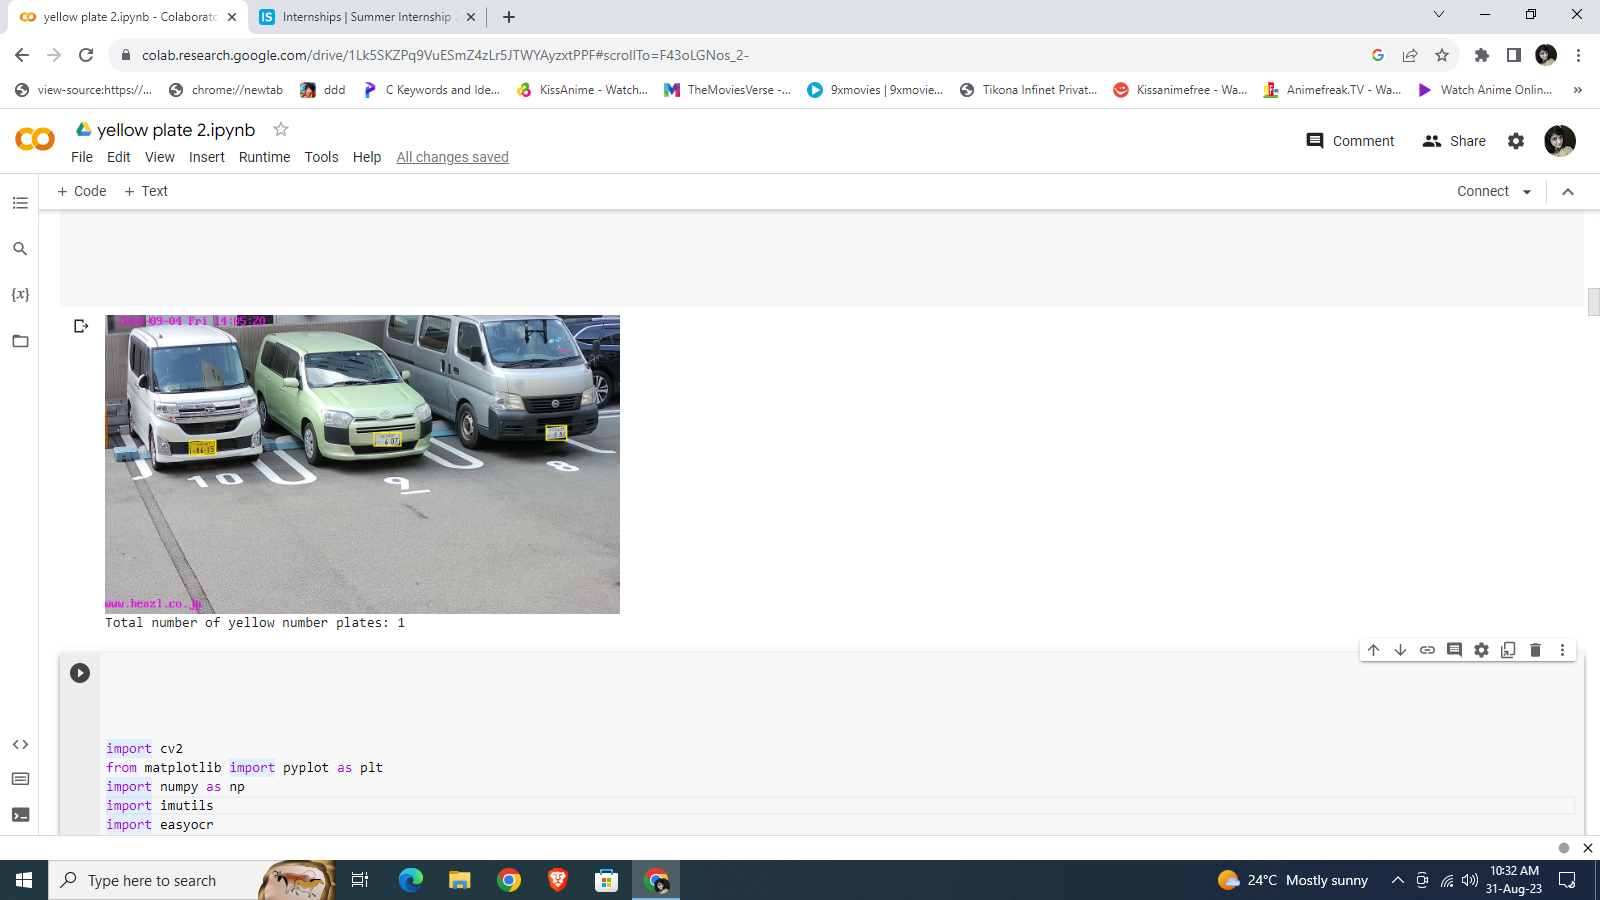 yellow plate 2.ipynb - Colaborato
Internships | Summer Internship
colab.research.google.com/drive/1Lk5SKZPq9VuESmZ4zLr5JTWYAyzxtPPF#scrollTo=F43oLGNos_2-
view-source:https://...
chrome://newtab
ddd
C Keywords and Ide...
KissAnime - Watch...
TheMoviesVerse -...
9xmovies | 9xmovie...
Tikona Infinet Privat...
Kissanimefree - Wa...
Animefreak.TV - Wa...
Watch Anime Onlin...
»
yellow plate 2.ipynb
Comment
Share
File Edit View Insert Runtime Tools Help All changes saved
+ Code + Text
Connect
{x}
-09-04 Fri 14:05:20
86-15
607
10
9
8
www.heazl.co.jp
Total number of yellow number plates: 1
import cv2
from matplotlib import pyplot as plt
import numpy as np
import imutils
import easyocr
Type here to search
24°C Mostly sunny
10:32 AM
31-Aug-23